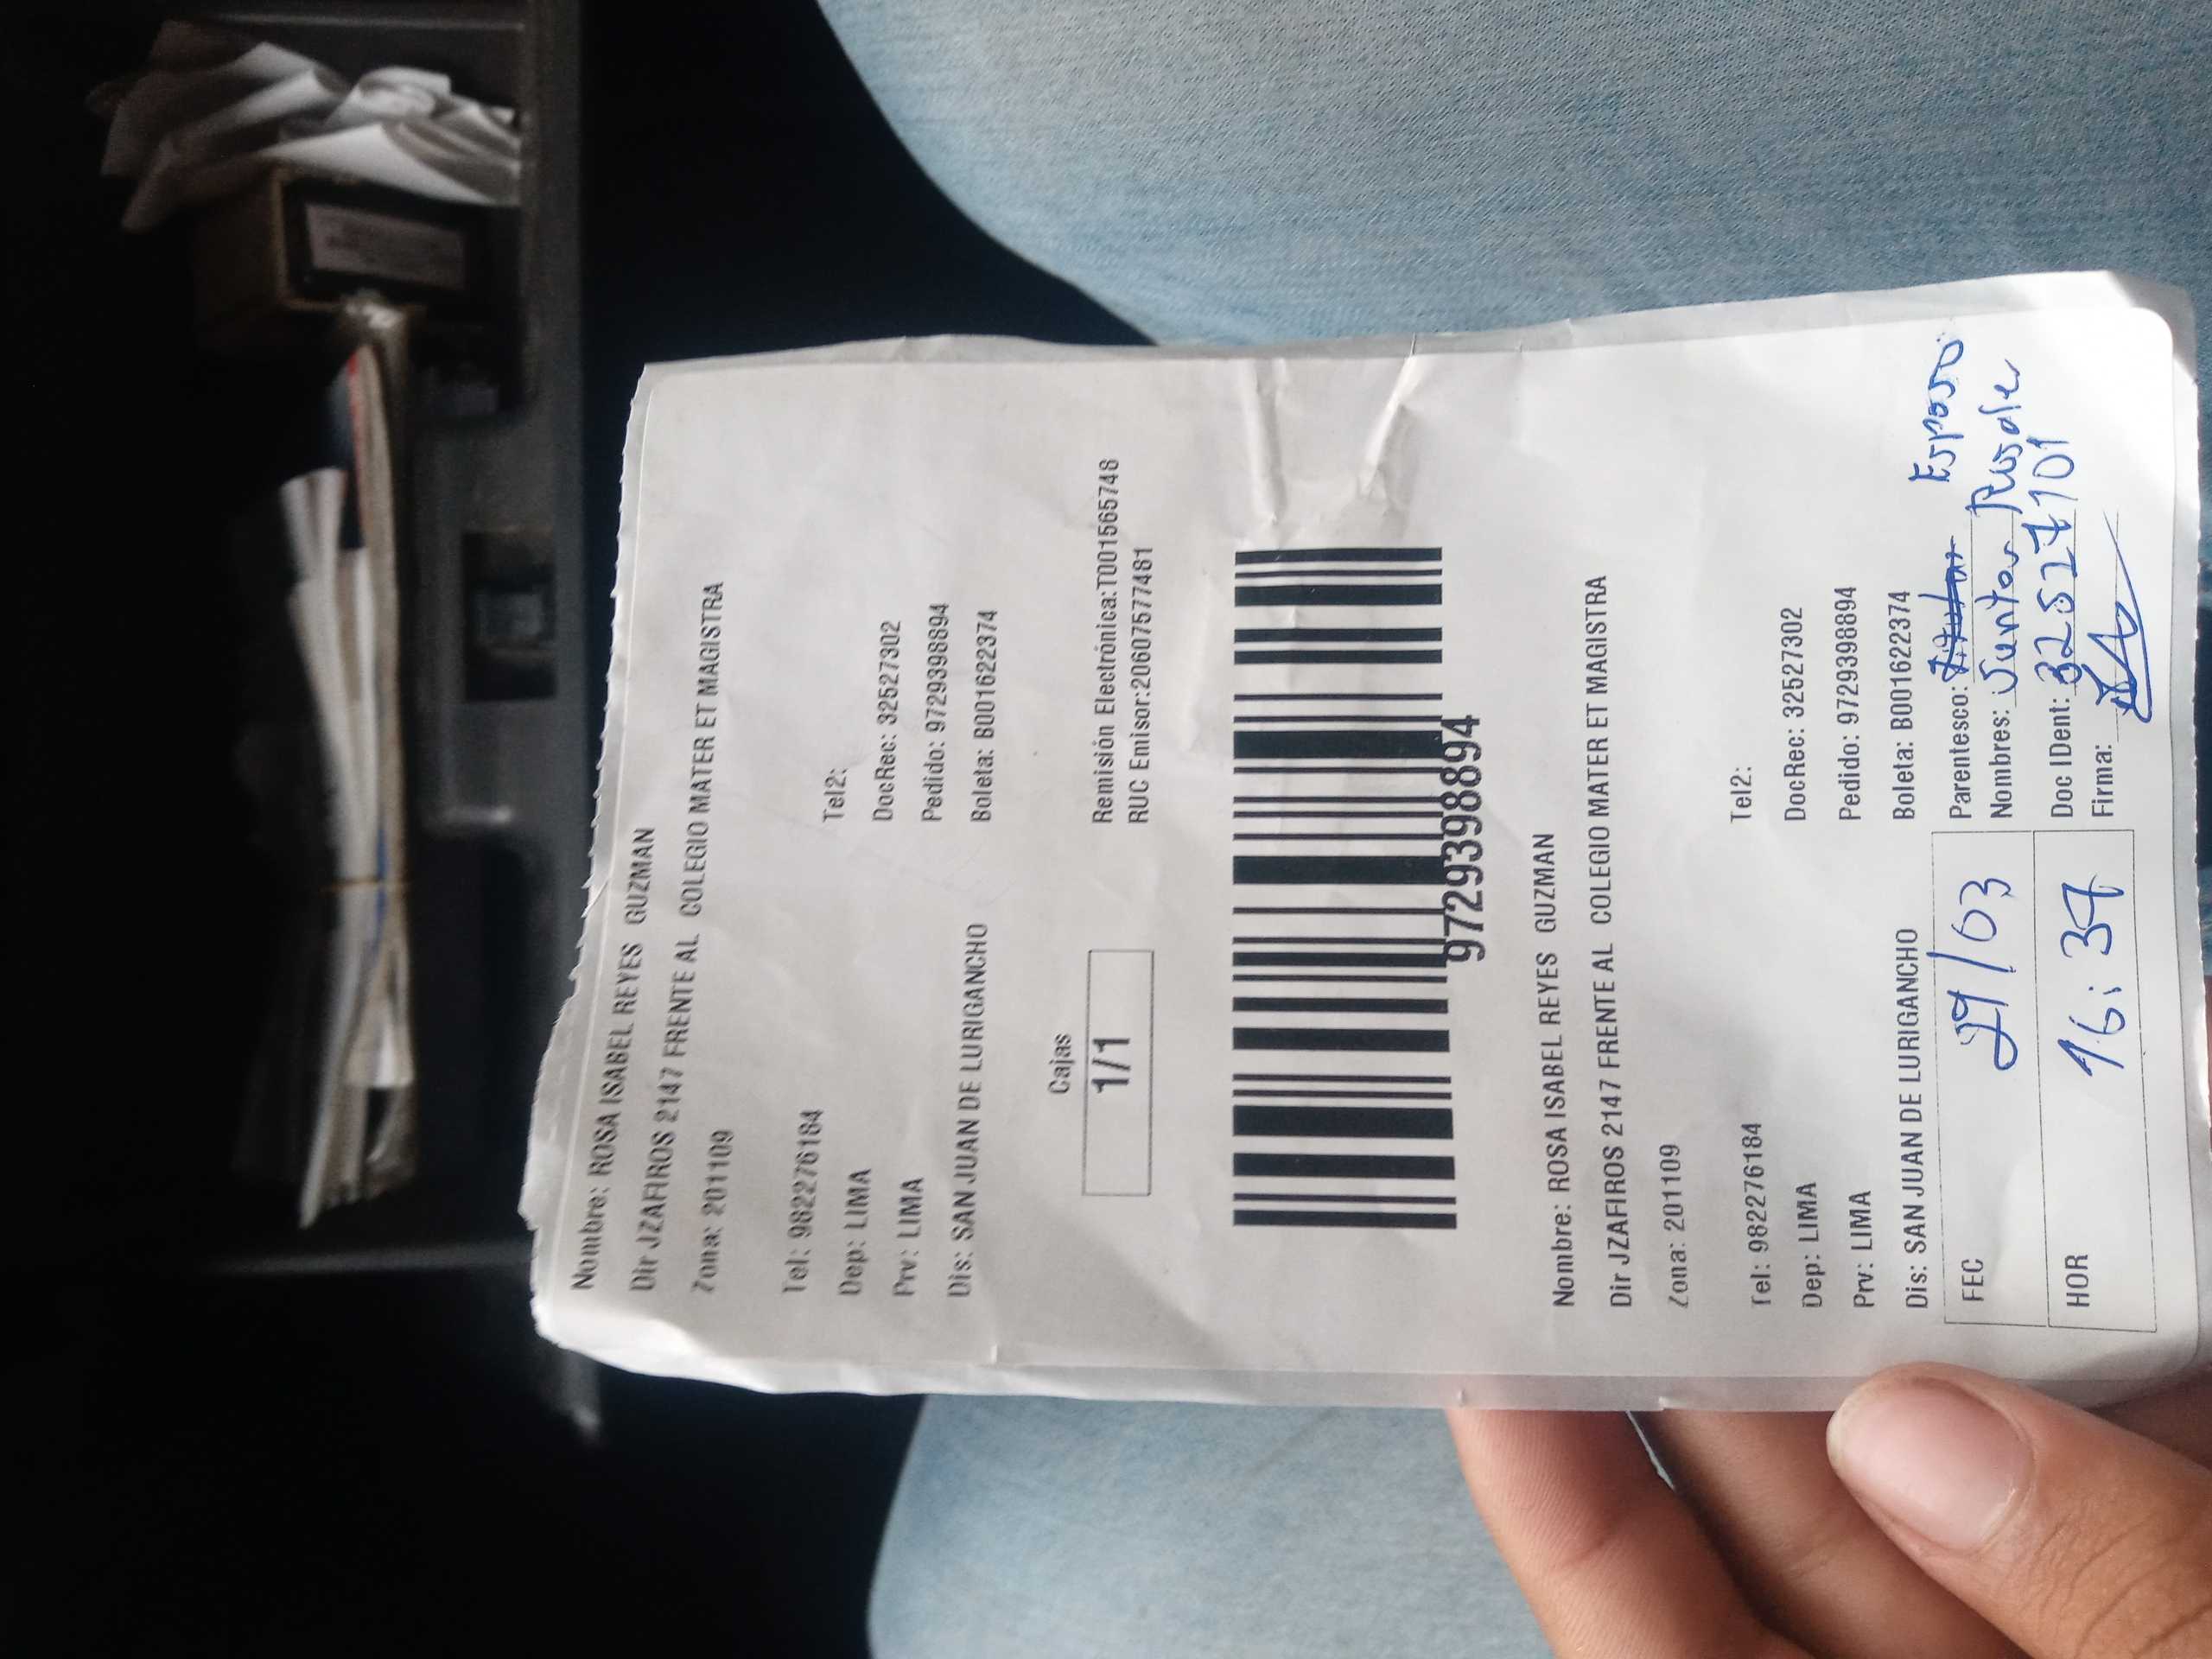 Nombre: ROSA ISABEL REYES GUZMAN
Dir JZAFIROS 2147 FRENTE AL COLEGIO MATER ET MAGISTRA
Zona: 201109
Tel: 982276184 Tel2:
Dep: LIMA DocRec: 32527302
Prv: LIMA Pedido: 9729398894
Dis: SAN JUAN DE LURIGANCHO Boleta: B001622374
Cajas
1/1
Remisión Electrónica:T001565748
RUC Emisor:20607577481
9729398894
Nombre: ROSA ISABEL REYES GUZMAN
Dir JZAFIROS 2147 FRENTE AL COLEGIO MATER ET MAGISTRA
Zona: 201109
Tel: 982276184 Tel2:
Dep: LIMA DocRec: 32527302
Prv: LIMA Pedido: 9729398894
Dis: SAN JUAN DE LURIGANCHO Boleta: B001622374
FEC 29/03 Parentesco: Titular Esposo
Nombres:
HOR 16:37 Doc IDent: 32527101
Firma: